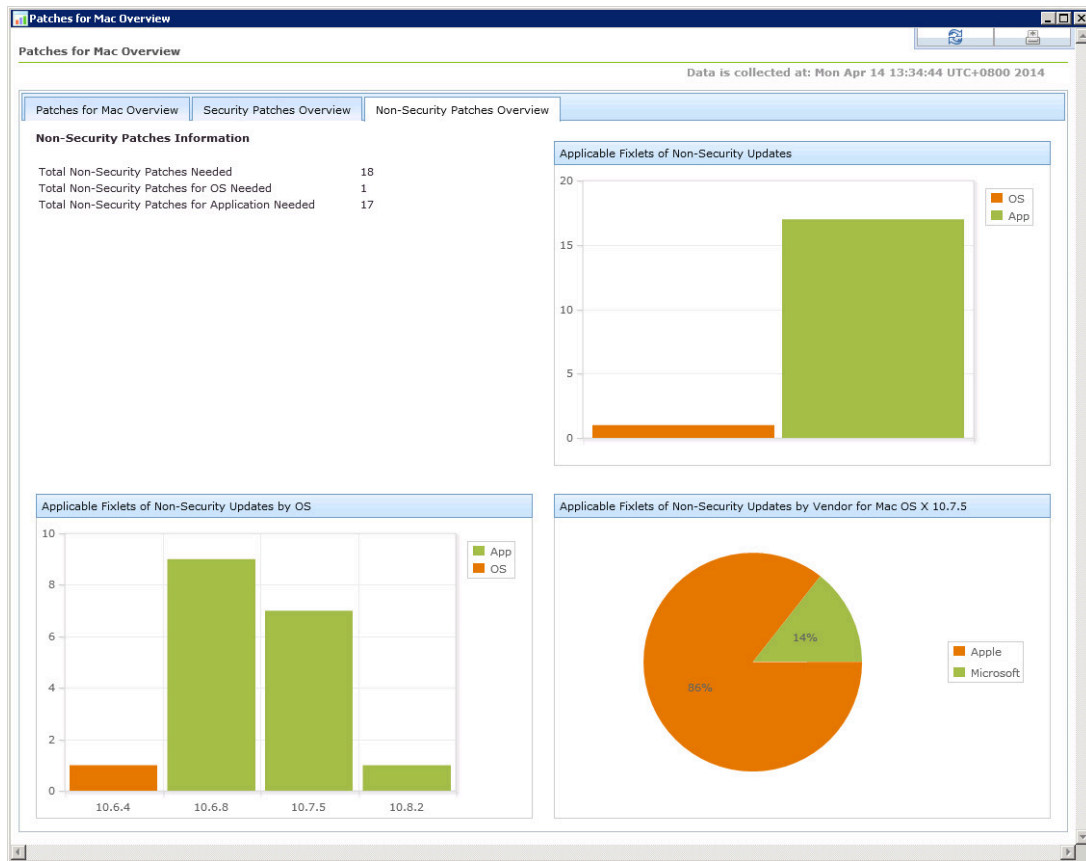 Patches for Mac Overview
Patches for Mac Overview
Data is collected at: Mon Apr 14 13:34:44 UTC+0800 2014
Patches for Mac Overview
Security Patches Overview
Non-Security Patches Overview
Non-Security Patches Information
Total Non-Security Patches Needed 18
Total Non-Security Patches for OS Needed 1
Total Non-Security Patches for Application Needed 17
Applicable Fixlets of Non-Security Updates
20
15
10
5
0
OS
App
Applicable Fixlets of Non-Security Updates by OS
10
8
6
4
2
0
10.6.4
10.6.8
10.7.5
10.8.2
App
OS
Applicable Fixlets of Non-Security Updates by Vendor for Mac OS X 10.7.5
14%
86%
Apple
Microsoft